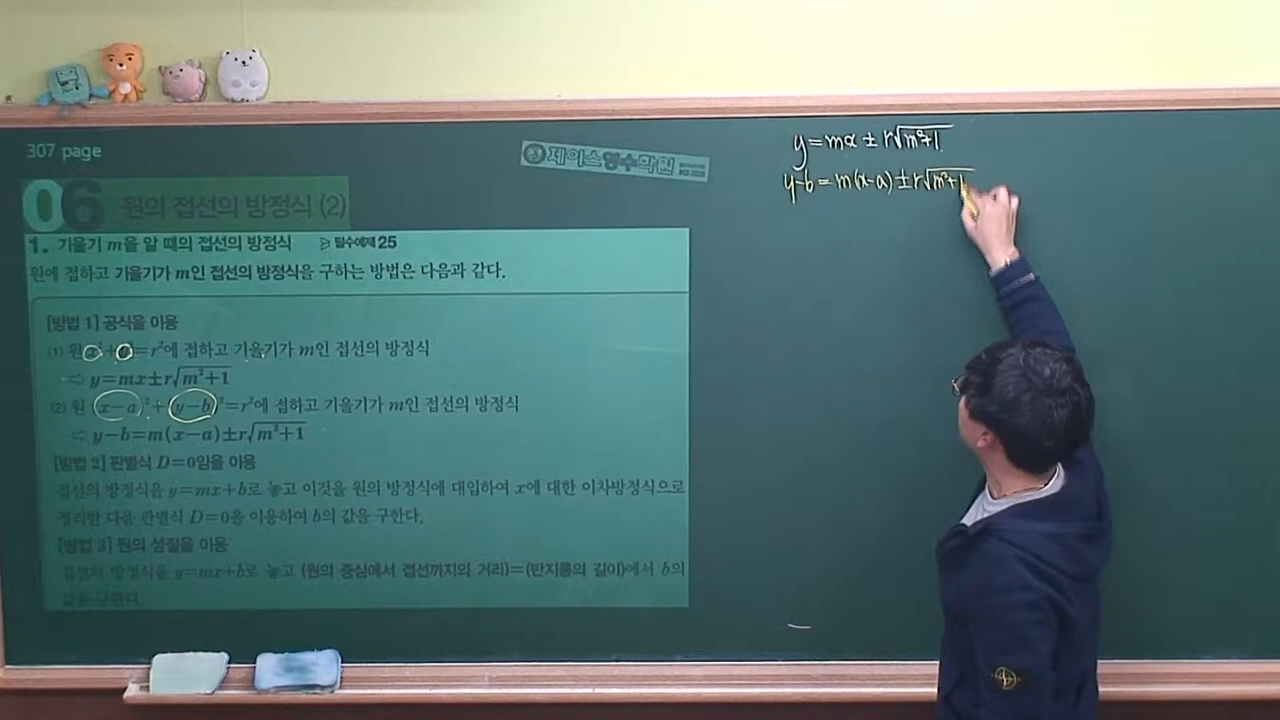 307 page
제이스영수학원
06 원의 접선의 방정식 (2)
1. 기울기 m을 알 때의 접선의 방정식 ▷ 필수예제 25
원에 접하고 기울기가 m인 접선의 방정식을 구하는 방법은 다음과 같다.
[방법 1] 공식을 이용
(1) 원 x²+y²=r²에 접하고 기울기가 m인 접선의 방정식
⇨ y=mx±r√(m²+1)
(2) 원 (x-a)²+(y-b)²=r²에 접하고 기울기가 m인 접선의 방정식
⇨ y-b=m(x-a)±r√(m²+1)
[방법 2] 판별식 D=0임을 이용
접선의 방정식을 y=mx+b로 놓고 이것을 원의 방정식에 대입하여 x에 대한 이차방정식으로
정리한 다음 판별식 D=0을 이용하여 b의 값을 구한다.
[방법 3] 원의 성질을 이용
접선의 방정식을 y=mx+b로 놓고 (원의 중심에서 접선까지의 거리)=(반지름의 길이)에서 b의
값을 구한다.
y=mx±r√(m²+1)
y-b=m(x-a)±r√(m²+1)